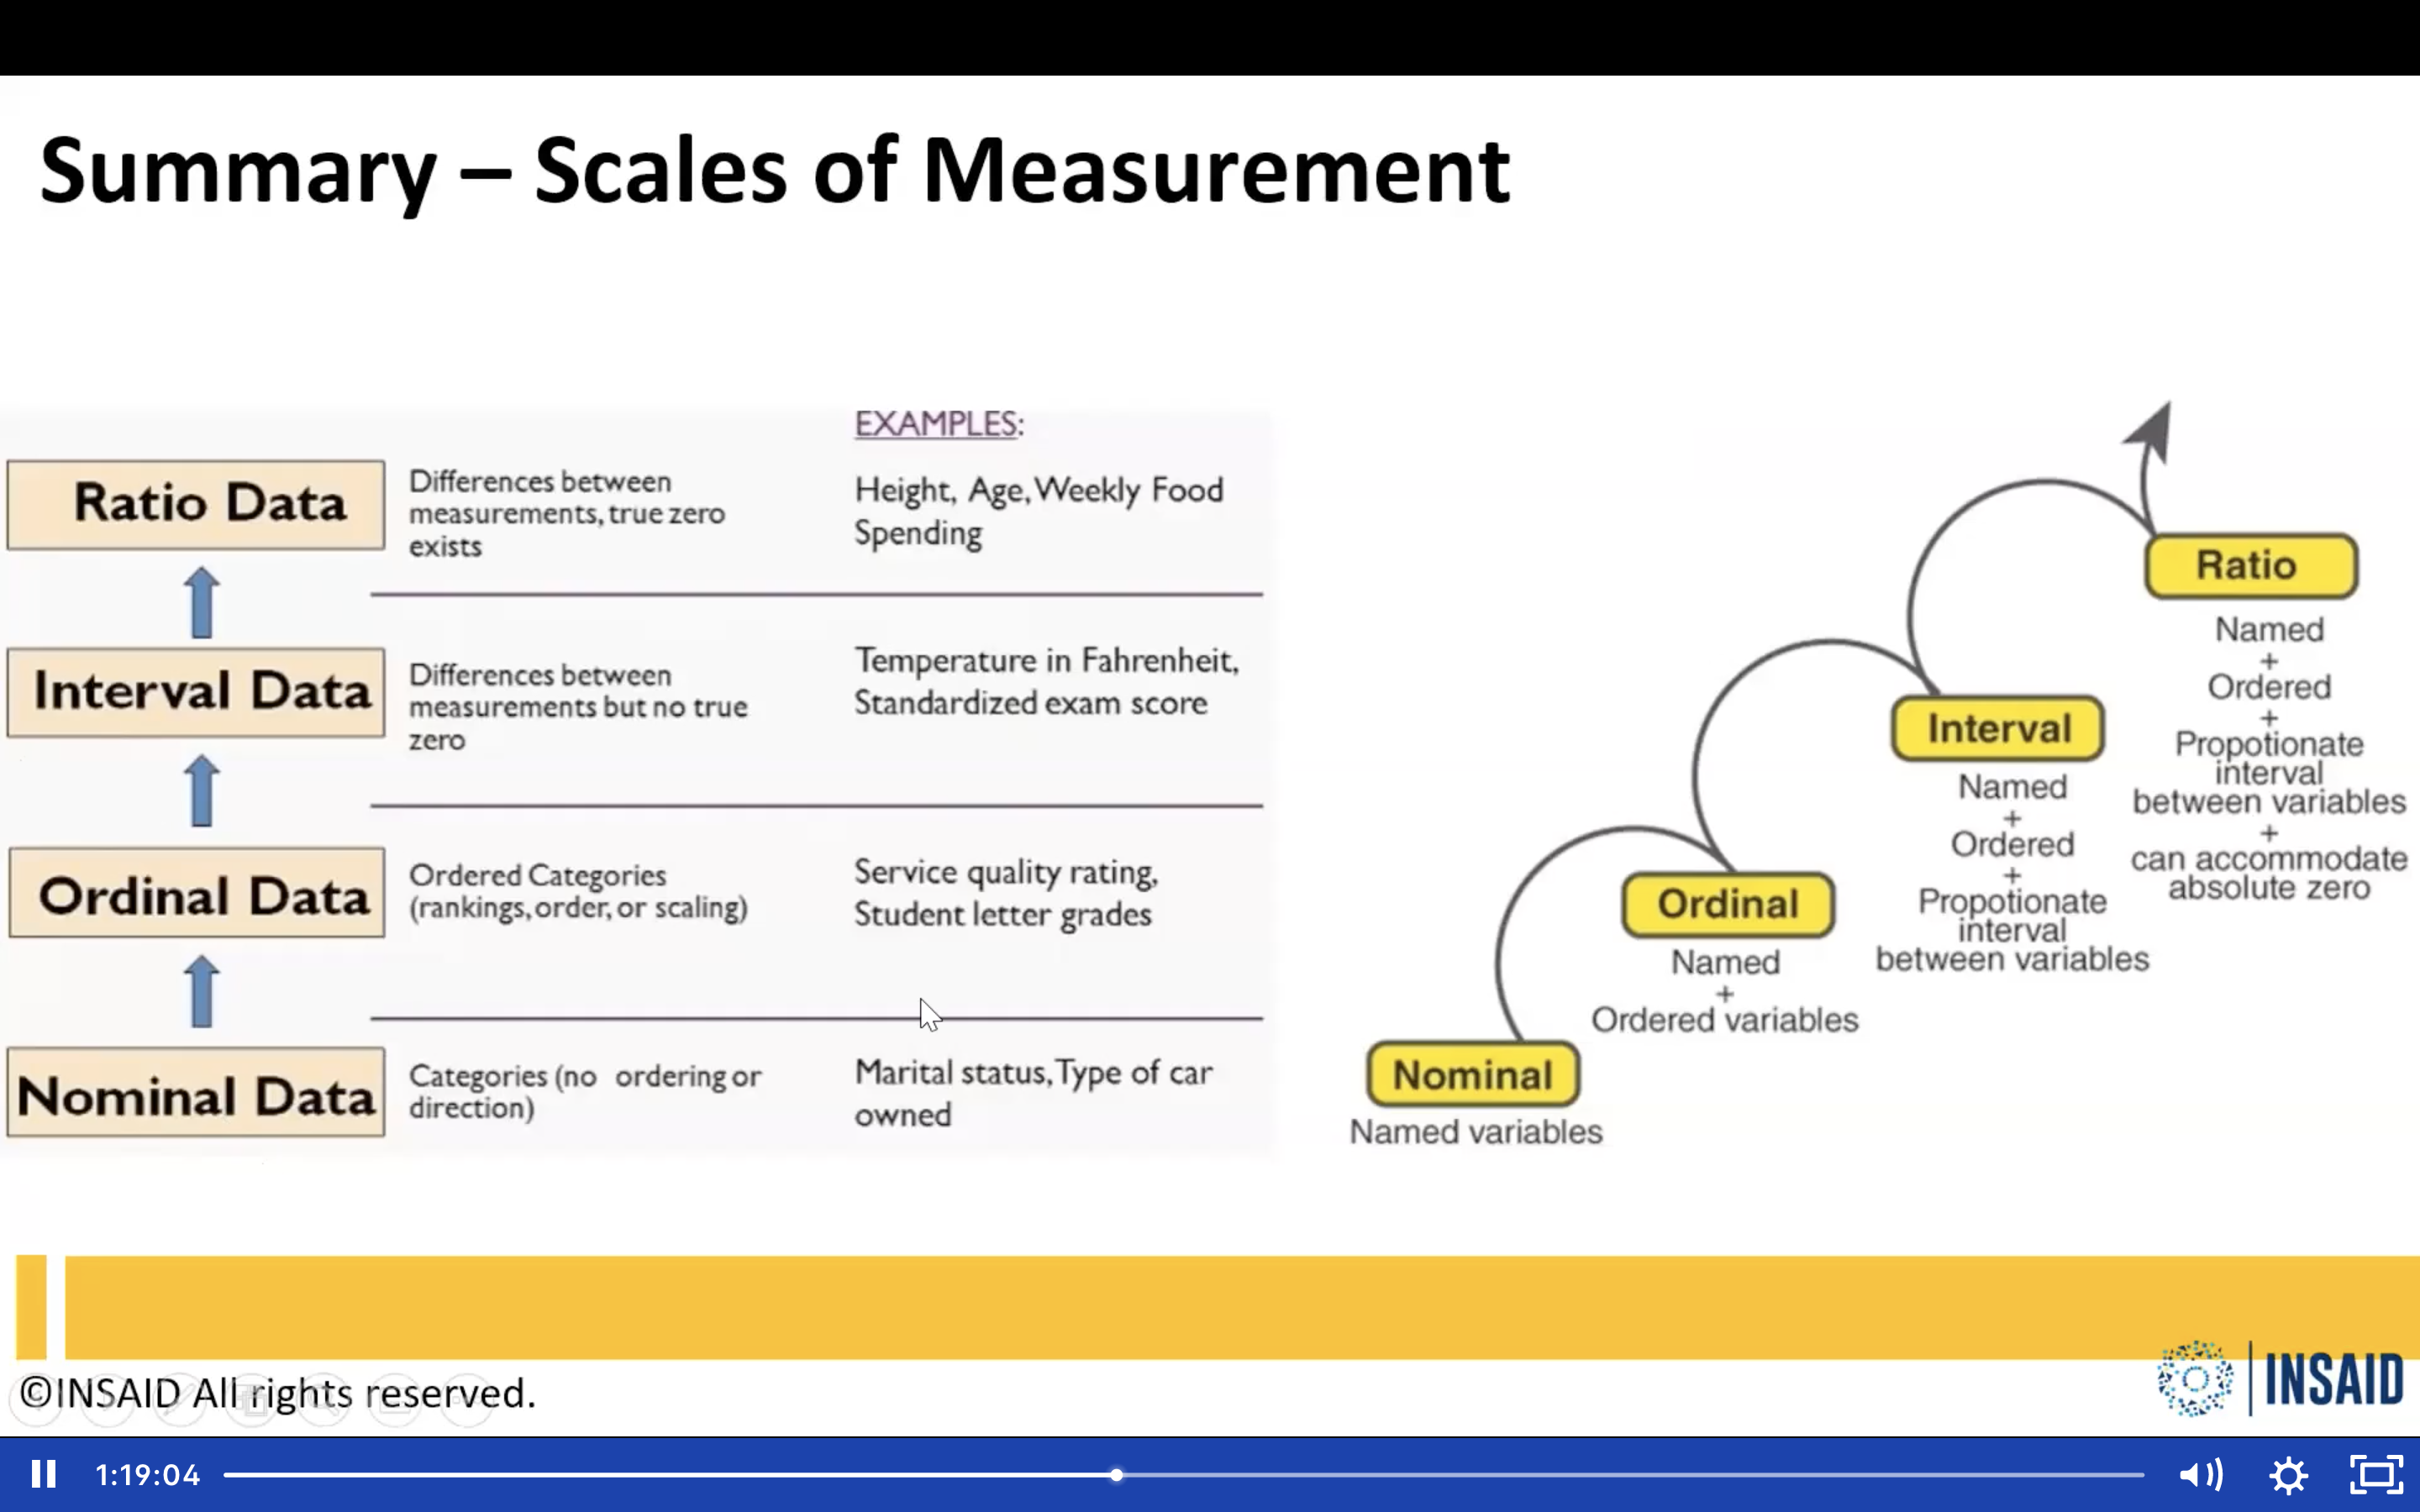 Summary – Scales of Measurement
EXAMPLES:
Ratio Data
Differences between
measurements, true zero
exists
Height, Age, Weekly Food
Spending
Interval Data
Differences between
measurements but no true
zero
Temperature in Fahrenheit,
Standardized exam score
Ordinal Data
Ordered Categories
(rankings, order, or scaling)
Service quality rating,
Student letter grades
Nominal Data
Categories (no ordering or
direction)
Marital status, Type of car
owned
Ratio
Named
+
Ordered
+
Propotionate
interval
between variables
+
can accommodate
absolute zero
Interval
Named
+
Ordered
+
Propotionate
interval
between variables
Ordinal
Named
+
Ordered variables
Nominal
Named variables
©INSAID All rights reserved.
INSAID
1:19:04